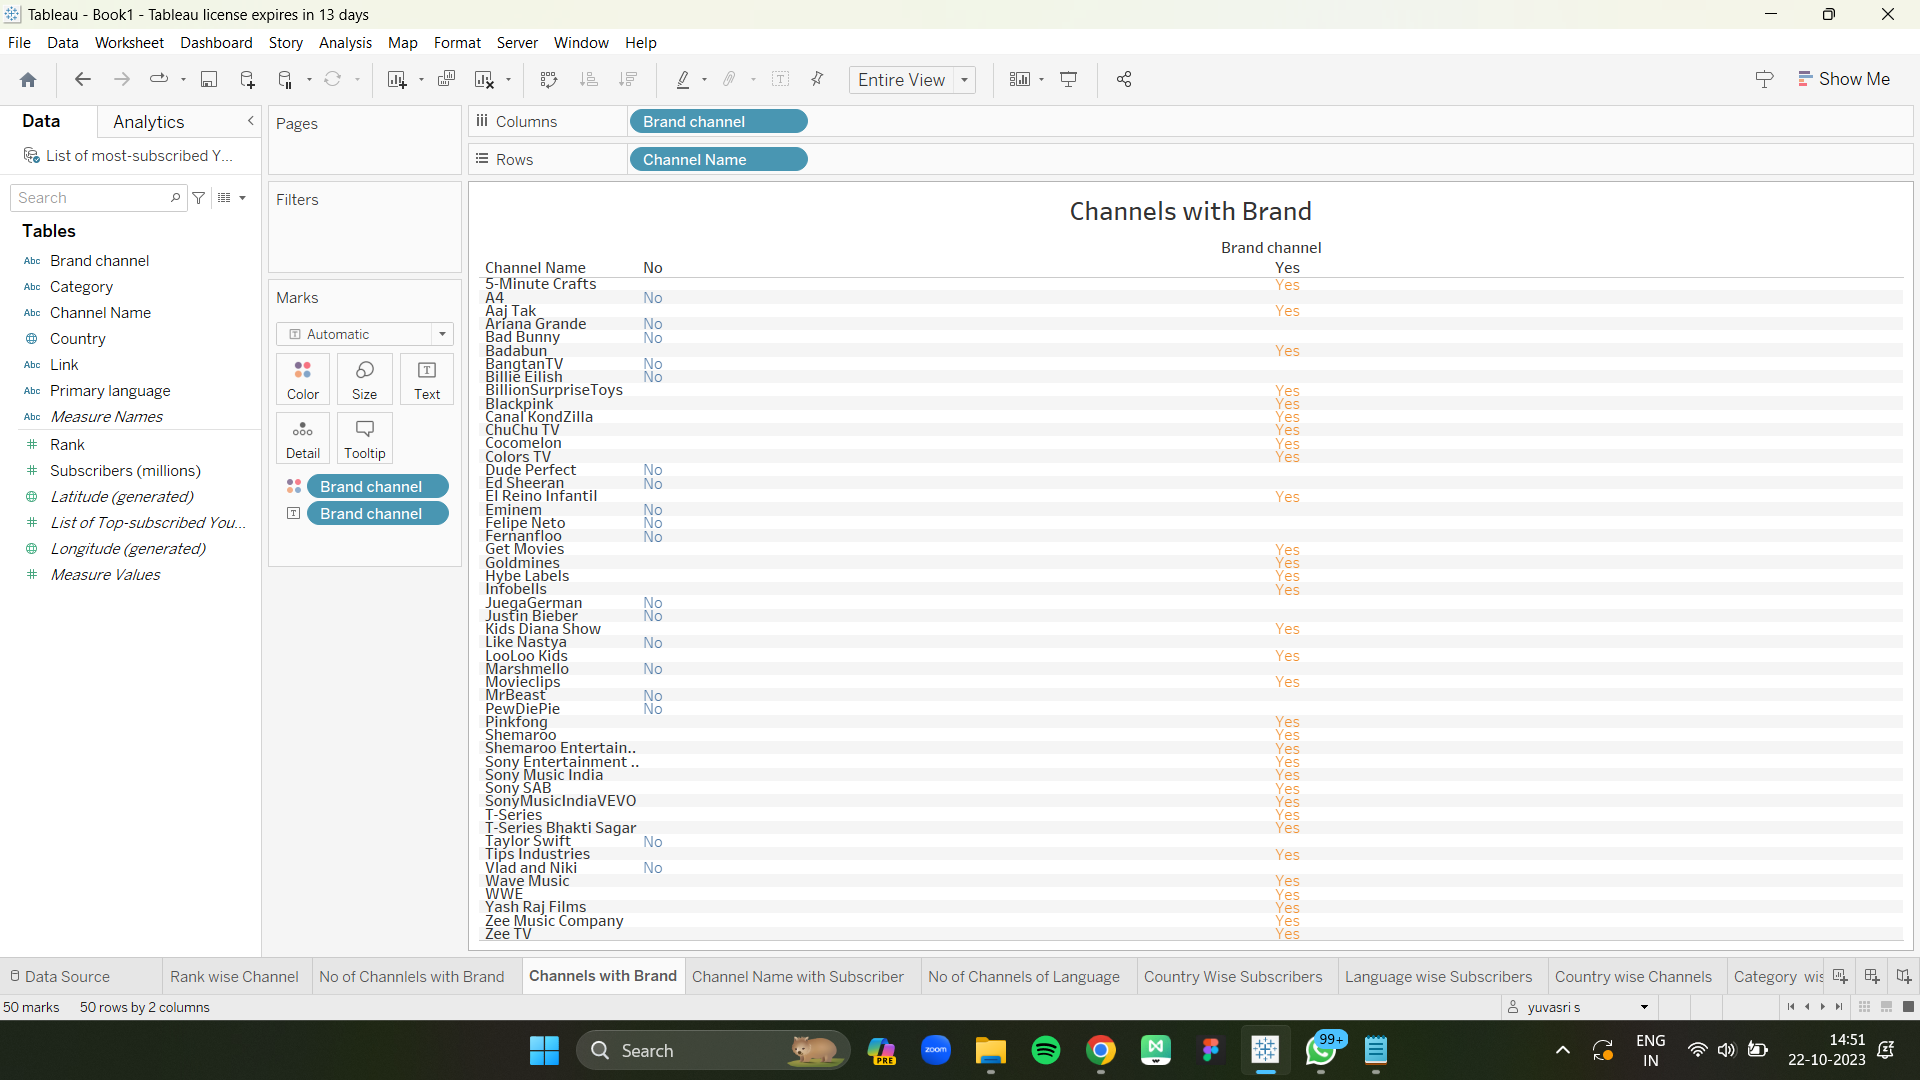 Tableau - Book1 - Tableau license expires in 13 days
File Data Worksheet Dashboard Story Analysis Map Format Server Window Help
Entire View
Show Me
Data Analytics
Pages
Columns Brand channel
List of most-subscribed Y...
Rows Channel Name
Search
Filters
Tables
Brand channel
Category
Channel Name
Country
Link
Primary language
Measure Names
Rank
Subscribers (millions)
Latitude (generated)
List of Top-subscribed You...
Longitude (generated)
Measure Values
Marks
Automatic
Color Size Text
Detail Tooltip
Brand channel
Brand channel
Channels with Brand
Brand channel
Channel Name No Yes
5-Minute Crafts Yes
A4 No
Aaj Tak Yes
Ariana Grande No
Bad Bunny No
Badabun Yes
BangtanTV No
Billie Eilish No
BillionSurpriseToys Yes
Blackpink Yes
Canal KondZilla Yes
ChuChu TV Yes
Cocomelon Yes
Colors TV Yes
Dude Perfect No
Ed Sheeran No
El Reino Infantil Yes
Eminem No
Felipe Neto No
Fernanfloo No
Get Movies Yes
Goldmines Yes
Hybe Labels Yes
Infobells Yes
JuegaGerman No
Justin Bieber No
Kids Diana Show Yes
Like Nastya No
LooLoo Kids Yes
Marshmello No
Movieclips Yes
MrBeast No
PewDiePie No
Pinkfong Yes
Shemaroo Yes
Shemaroo Entertain.. Yes
Sony Entertainment .. Yes
Sony Music India Yes
Sony SAB Yes
SonyMusicIndiaVEVO Yes
T-Series Yes
T-Series Bhakti Sagar Yes
Taylor Swift No
Tips Industries Yes
Vlad and Niki No
Wave Music Yes
WWE Yes
Yash Raj Films Yes
Zee Music Company Yes
Zee TV Yes
Data Source Rank wise Channel No of Channlels with Brand Channels with Brand Channel Name with Subscriber No of Channels of Language Country Wise Subscribers Language wise Subscribers Country wise Channels Category wis
50 marks 50 rows by 2 columns yuvasri s
Search PRE zoom 99+ ENG IN 14:51
22-10-2023